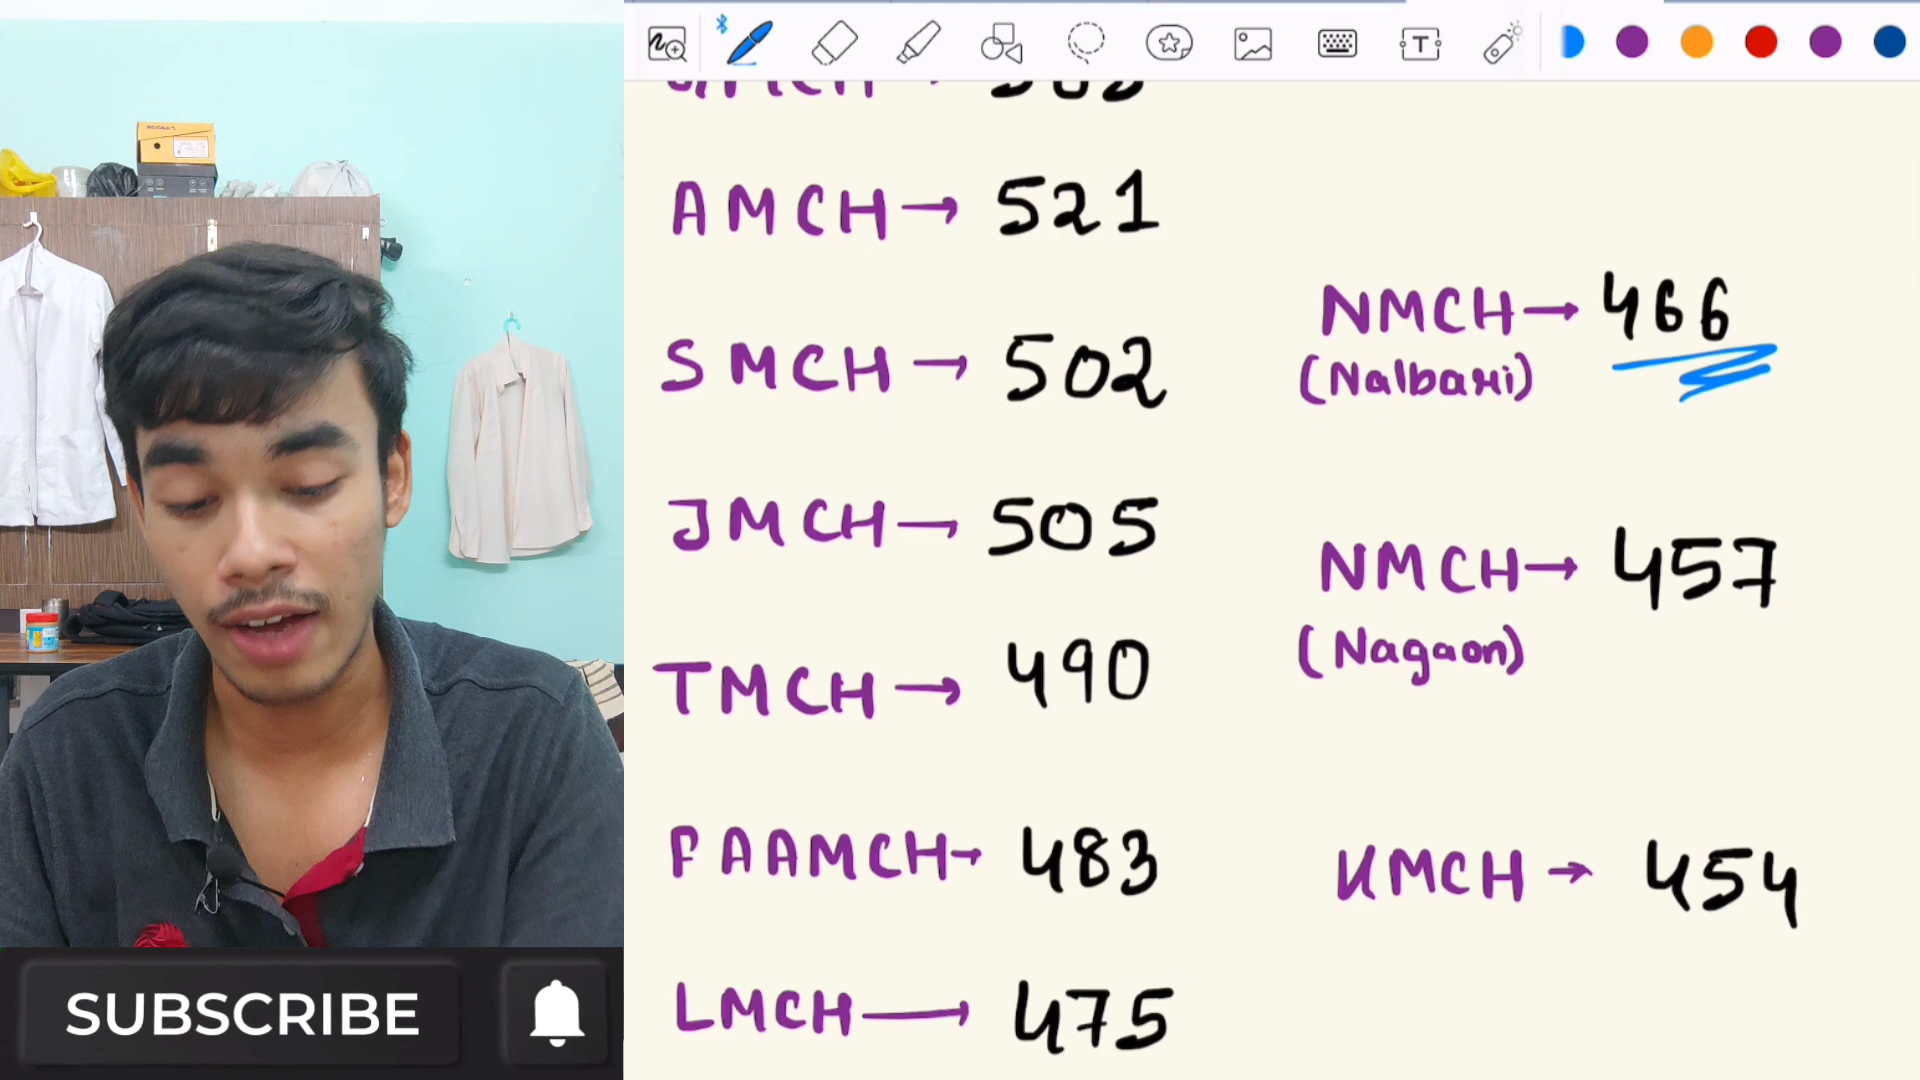 AMCH → 521
SMCH → 502
JMCH → 505
TMCH → 490
FAAMCH → 483
LMCH → 475
NMCH → 466
(Nalbari)
NMCH → 457
(Nagaon)
KMCH → 454
T
SUBSCRIBE